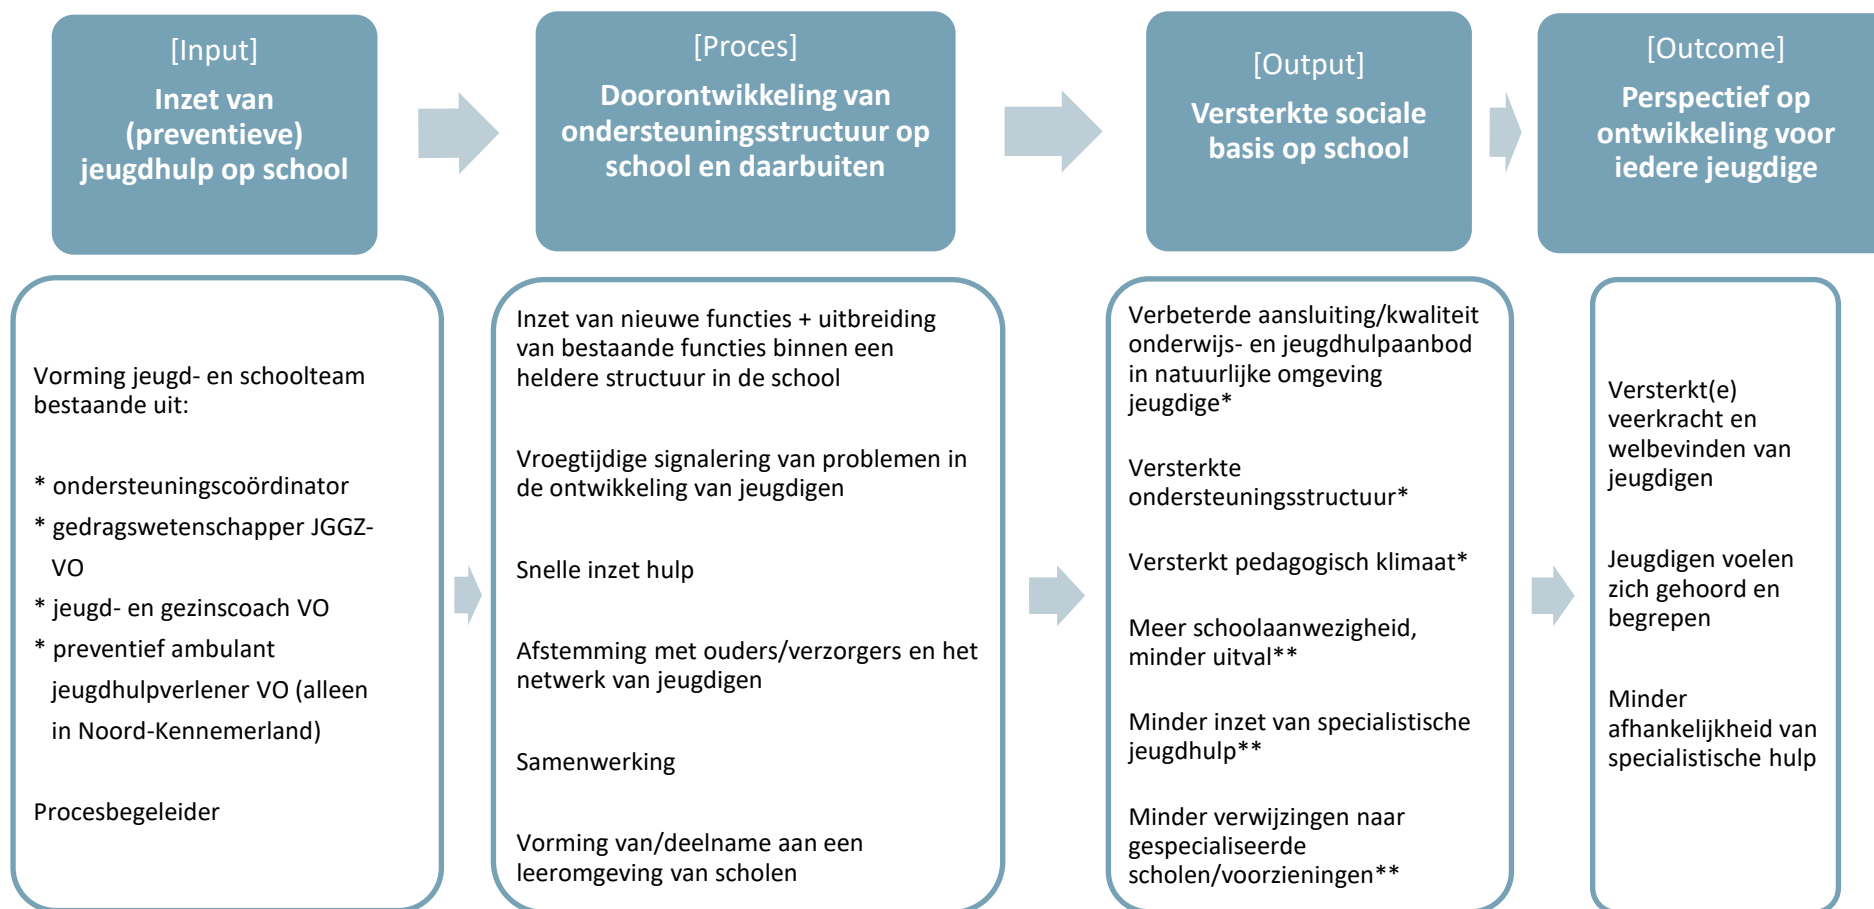 [Input]
Inzet van
(preventieve)
jeugdhulp op school
[Proces]
Doorontwikkeling van
ondersteuningsstructuur op
school en daarbuiten
[Output]
Versterkte sociale
basis op school
[Outcome]
Perspectief op
ontwikkeling voor
iedere jeugdige
Vorming jeugd- en schoolteam
bestaande uit:
* ondersteuningscoördinator
* gedragswetenschapper JGGZ-
VO
* jeugd- en gezinscoach VO
* preventief ambulant
jeugdhulpverlener VO (alleen
in Noord-Kennemerland)
Procesbegeleider
Inzet van nieuwe functies + uitbreiding
van bestaande functies binnen een
heldere structuur in de school
Vroegtijdige signalering van problemen in
de ontwikkeling van jeugdigen
Snelle inzet hulp
Afstemming met ouders/verzorgers en het
netwerk van jeugdigen
Samenwerking
Vorming van/deelname aan een
leeromgeving van scholen
Verbeterde aansluiting/kwaliteit
onderwijs- en jeugdhulpaanbod
in natuurlijke omgeving
jeugdige*
Versterkte
ondersteuningsstructuur*
Versterkt pedagogisch klimaat*
Meer schoolaanwezigheid,
minder uitval**
Minder inzet van specialistische
jeugdhulp**
Minder verwijzingen naar
gespecialiseerde
scholen/voorzieningen**
Versterkt(e)
veerkracht en
welbevinden van
jeugdigen
Jeugdigen voelen
zich gehoord en
begrepen
Minder
afhankelijkheid van
specialistische hulp